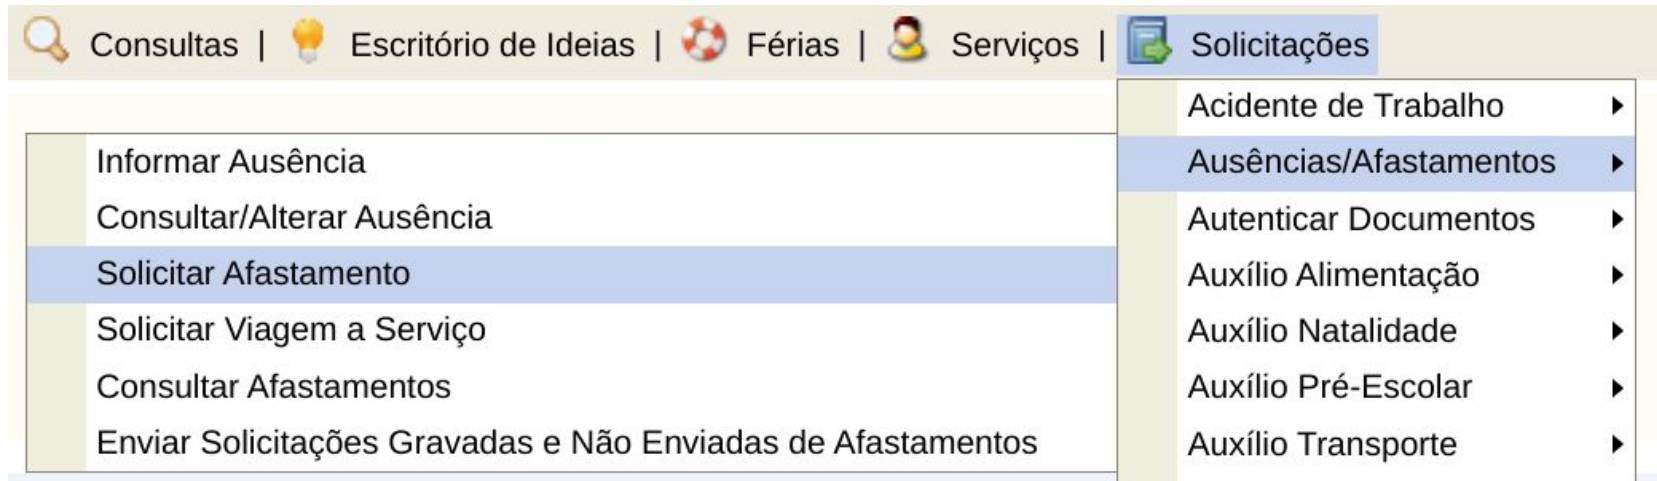 Consultas | Escritório de Ideias | Férias | Serviços | Solicitações
Acidente de Trabalho
Ausências/Afastamentos
Autenticar Documentos
Auxílio Alimentação
Auxílio Natalidade
Auxílio Pré-Escolar
Auxílio Transporte
Informar Ausência
Consultar/Alterar Ausência
Solicitar Afastamento
Solicitar Viagem a Serviço
Consultar Afastamentos
Enviar Solicitações Gravadas e Não Enviadas de Afastamentos